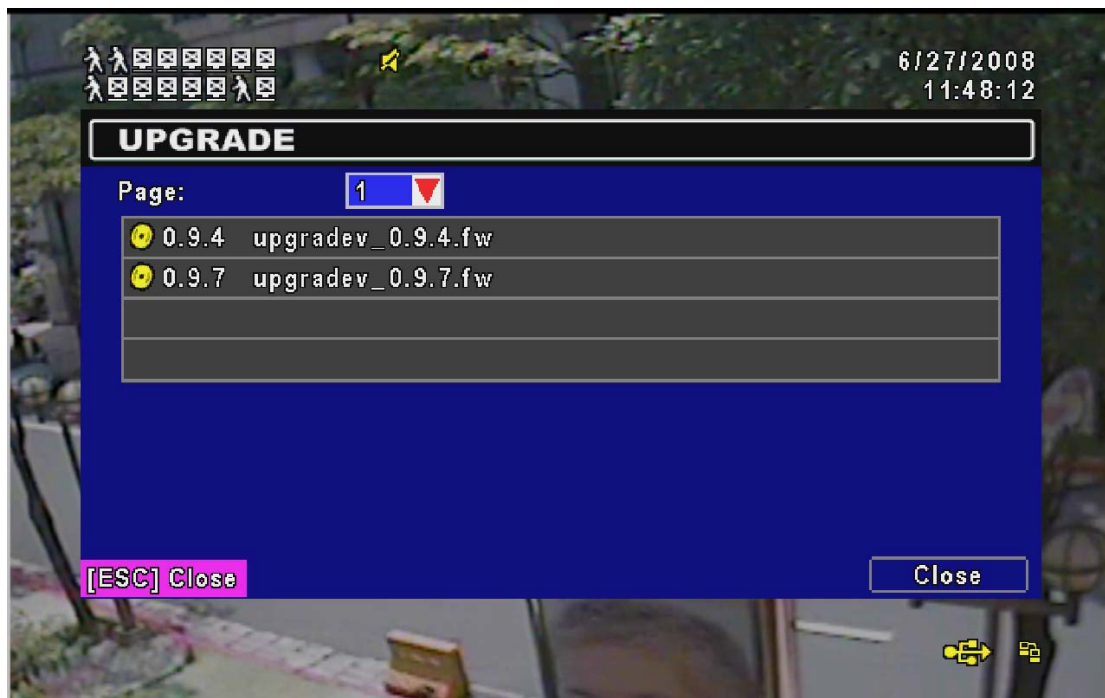 6/27/2008
11:48:12
UPGRADE
Page: 1
0.9.4 upgradev_0.9.4.fw
0.9.7 upgradev_0.9.7.fw
[ESC] Close
Close